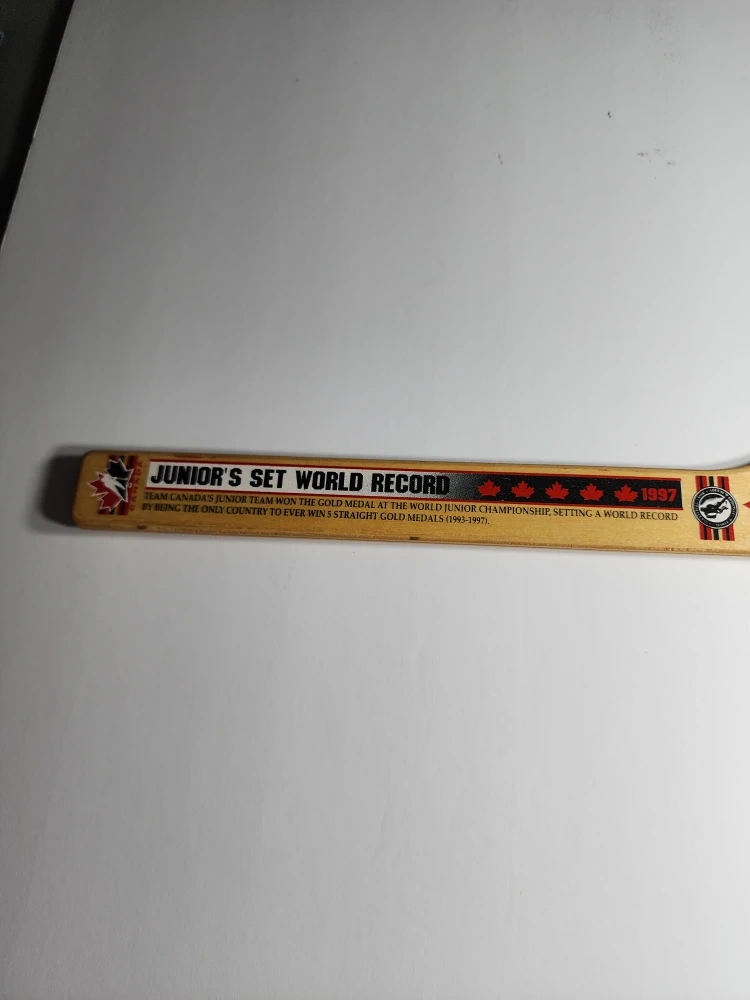 JUNIOR'S SET WORLD RECORD 1997
TEAM CANADA'S JUNIOR TEAM WON THE GOLD MEDAL AT THE WORLD JUNIOR CHAMPIONSHIP, SETTING A WORLD RECORD
BY BEING THE ONLY COUNTRY TO EVER WIN 5 STRAIGHT GOLD MEDALS (1993-1997).
CANADA